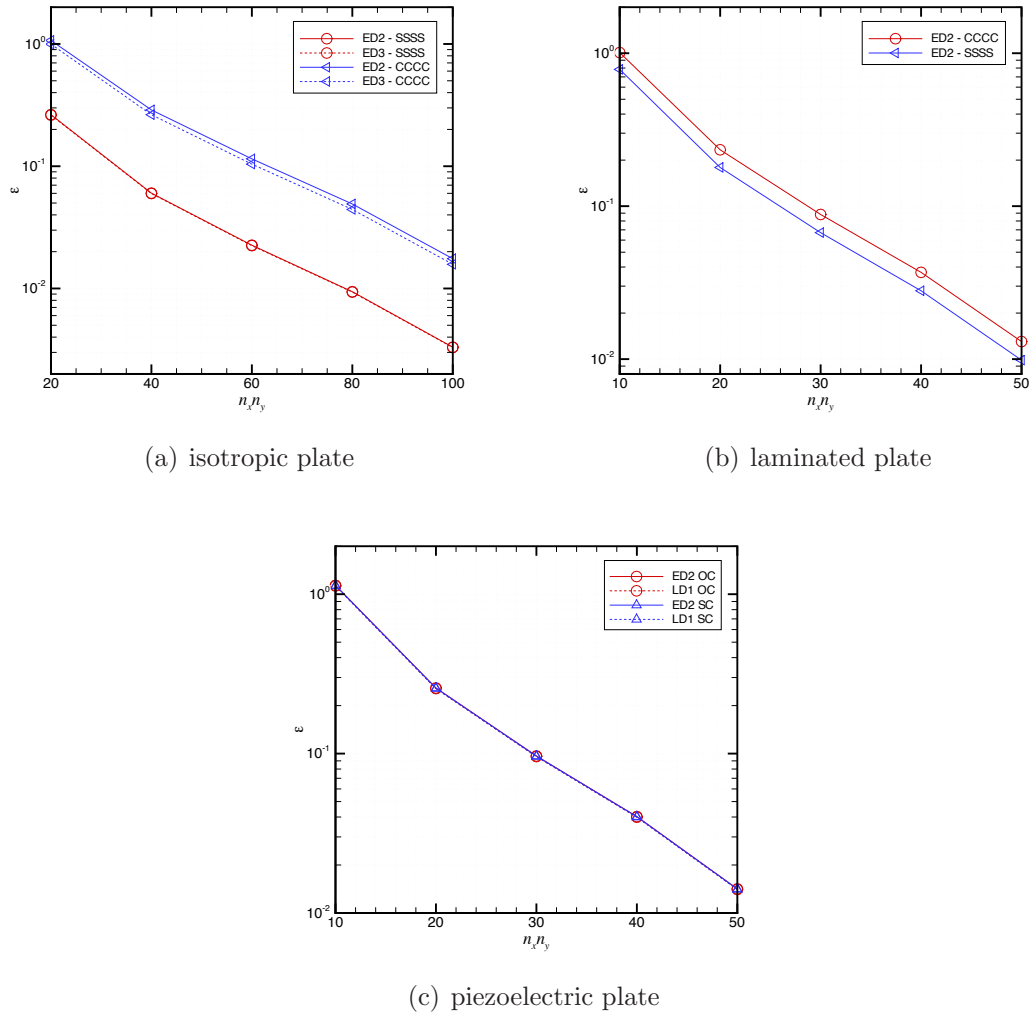 ED2 - SSSS
ED3 - SSSS
ED2 - CCCC
ED3 - CCCC
10^0
10^-1
10^-2
ε
20 40 60 80 100
n_x n_y
(a) isotropic plate
ED2 - CCCC
ED2 - SSSS
10^0
10^-1
10^-2
ε
10 20 30 40 50
n_x n_y
(b) laminated plate
ED2 OC
LD1 OC
ED2 SC
LD1 SC
10^0
10^-1
10^-2
ε
10 20 30 40 50
n_x n_y
(c) piezoelectric plate